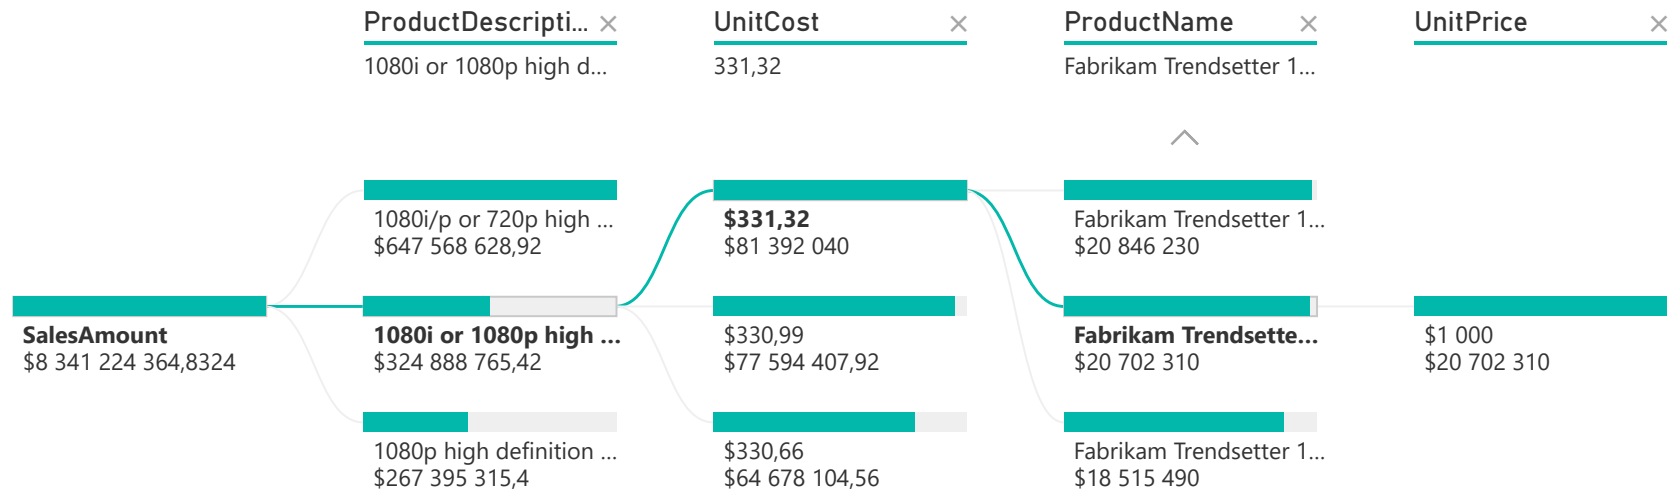 ProductDescripti...
UnitCost
ProductName
UnitPrice
1080i or 1080p high d...
331,32
Fabrikam Trendsetter 1...
1080i/p or 720p high ...
$647 568 628,92
$331,32
$81 392 040
Fabrikam Trendsetter 1...
$20 846 230
SalesAmount
$8 341 224 364,8324
1080i or 1080p high ...
$324 888 765,42
$330,99
$77 594 407,92
Fabrikam Trendsette...
$20 702 310
$1 000
$20 702 310
1080p high definition ...
$267 395 315,4
$330,66
$64 678 104,56
Fabrikam Trendsetter 1...
$18 515 490